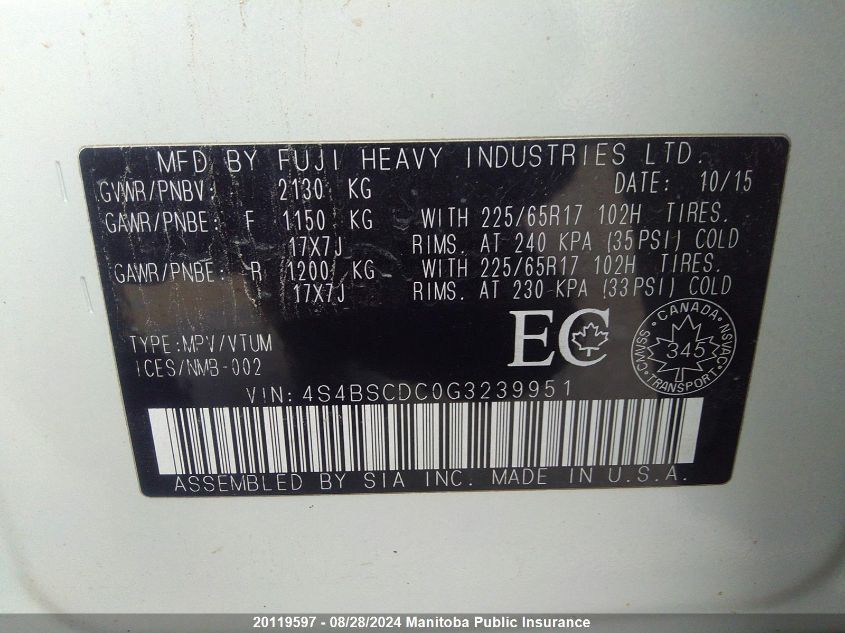 MFD BY FUJI HEAVY INDUSTRIES LTD.
GVWR/PNBV: 2130 KG DATE: 10/15
GAWR/PNBE: F 1150 KG WITH 225/65R17 102H TIRES.
17X7J RIMS. AT 240 KPA (35PSI) COLD
GAWR/PNBE: R 1200 KG WITH 225/65R17 102H TIRES.
17X7J RIMS. AT 230 KPA (33PSI) COLD
TYPE:MPV/VTUM
ICES/NMB-002
EC
CANADA
CMVSS 345 NSVAC
TRANSPORT
VIN: 4S4BSCDC0G3239951
ASSEMBLED BY SIA INC. MADE IN U.S.A.
20119597 - 08/28/2024 Manitoba Public Insurance